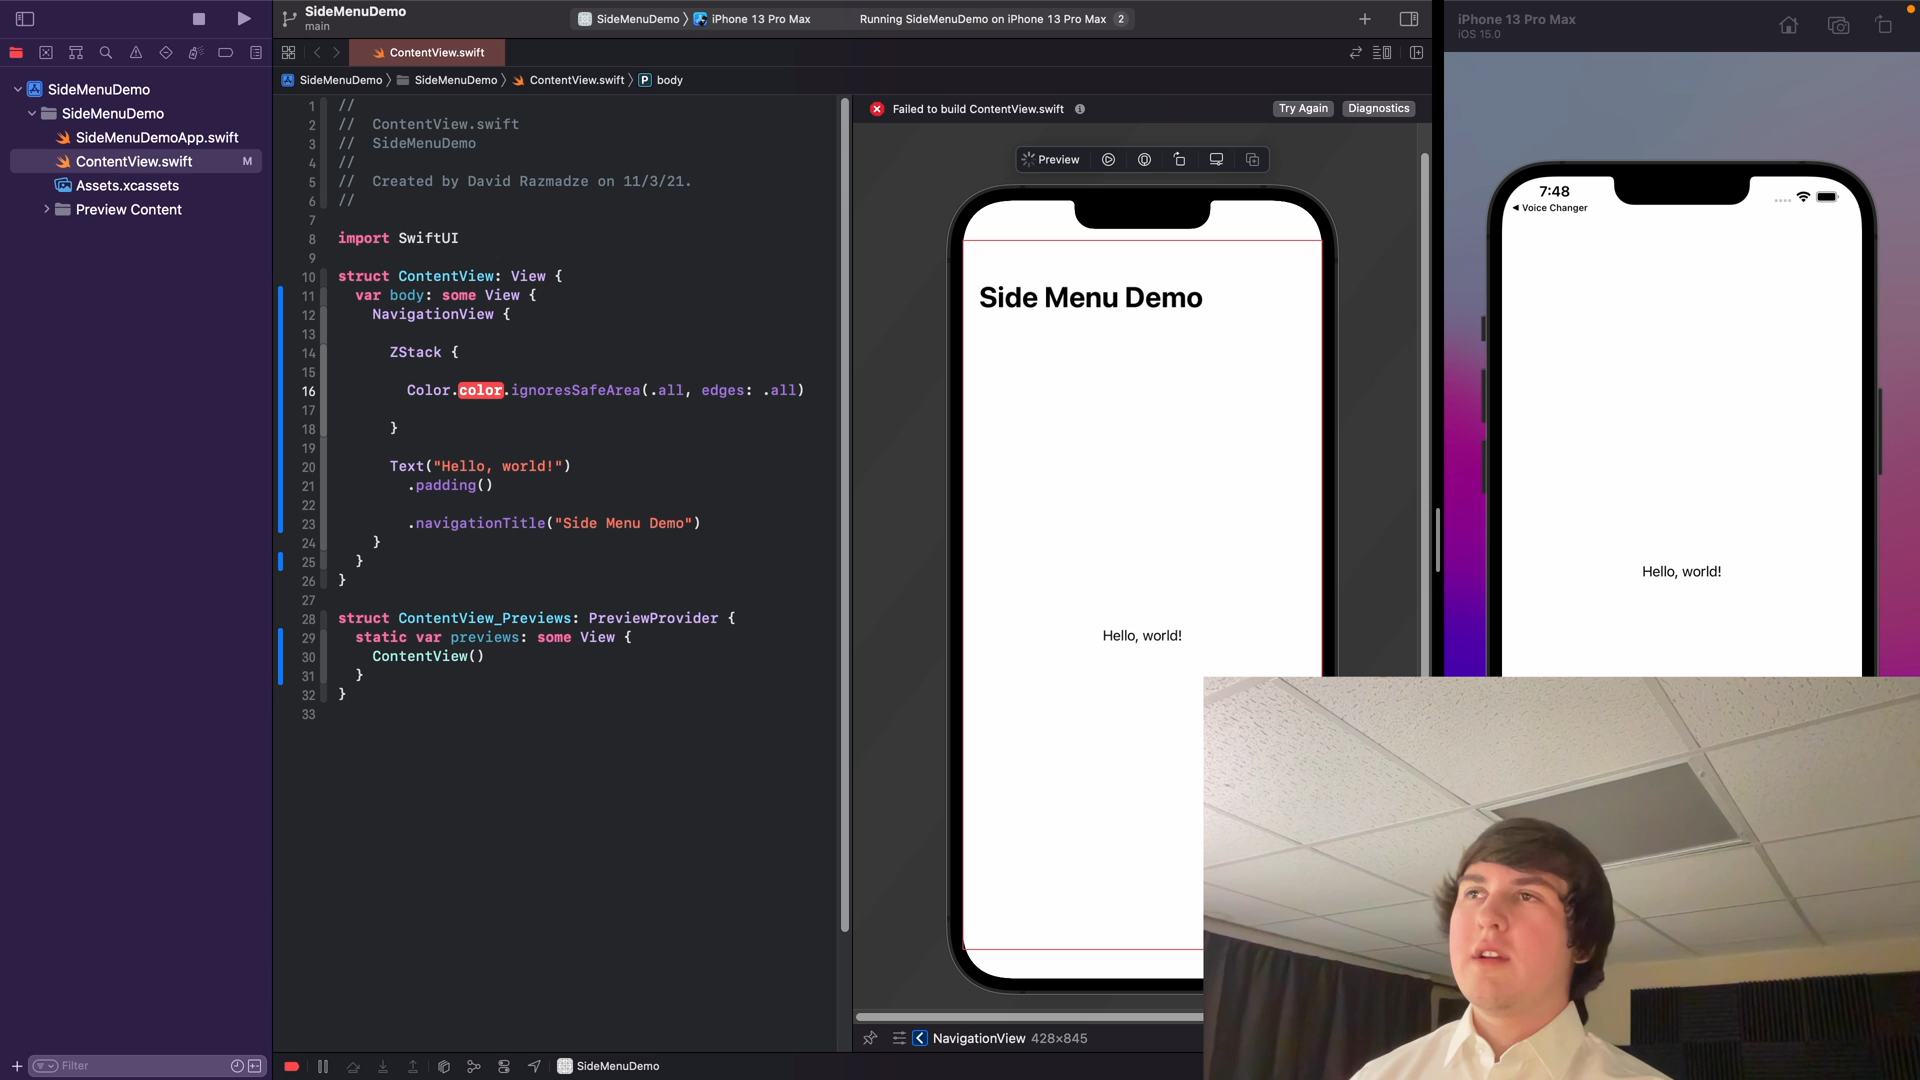 SideMenuDemo
main
SideMenuDemo
iPhone 13 Pro Max
Running SideMenuDemo on iPhone 13 Pro Max
2
iPhone 13 Pro Max
iOS 15.0
ContentView.swift
SideMenuDemo
SideMenuDemo
ContentView.swift
P
body
SideMenuDemo
SideMenuDemo
SideMenuDemoApp.swift
ContentView.swift
M
Assets.xcassets
Preview Content
1 //
2 // ContentView.swift
3 // SideMenuDemo
4 //
5 // Created by David Razmadze on 11/3/21.
6 //
7
8 import SwiftUI
9
10 struct ContentView: View {
11 var body: some View {
12 NavigationView {
13
14 ZStack {
15
16 Color.color.ignoresSafeArea(.all, edges: .all)
17
18 }
19
20 Text("Hello, world!")
21 .padding()
22
23 .navigationTitle("Side Menu Demo")
24 }
25 }
26 }
27
28 struct ContentView_Previews: PreviewProvider {
29 static var previews: some View {
30 ContentView()
31 }
32 }
33
Failed to build ContentView.swift
Try Again
Diagnostics
Preview
Side Menu Demo
Hello, world!
NavigationView 428×845
7:48
Voice Changer
Hello, world!
Filter
SideMenuDemo